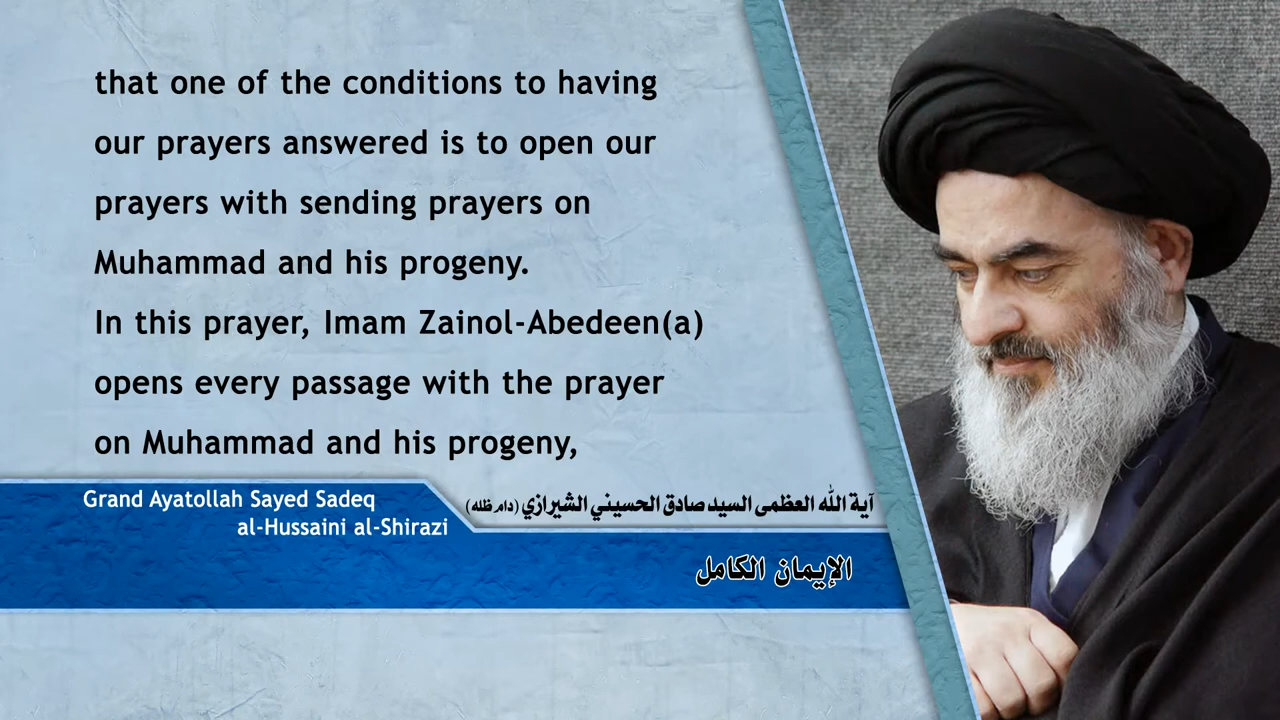 that one of the conditions to having
our prayers answered is to open our
prayers with sending prayers on
Muhammad and his progeny.
In this prayer, Imam Zainol-Abedeen(a)
opens every passage with the prayer
on Muhammad and his progeny,
Grand Ayatollah Sayed Sadeq
al-Hussaini al-Shirazi
آية الله العظمى السيد صادق الحسيني الشيرازي (دام ظله)
الإيمان الكامل